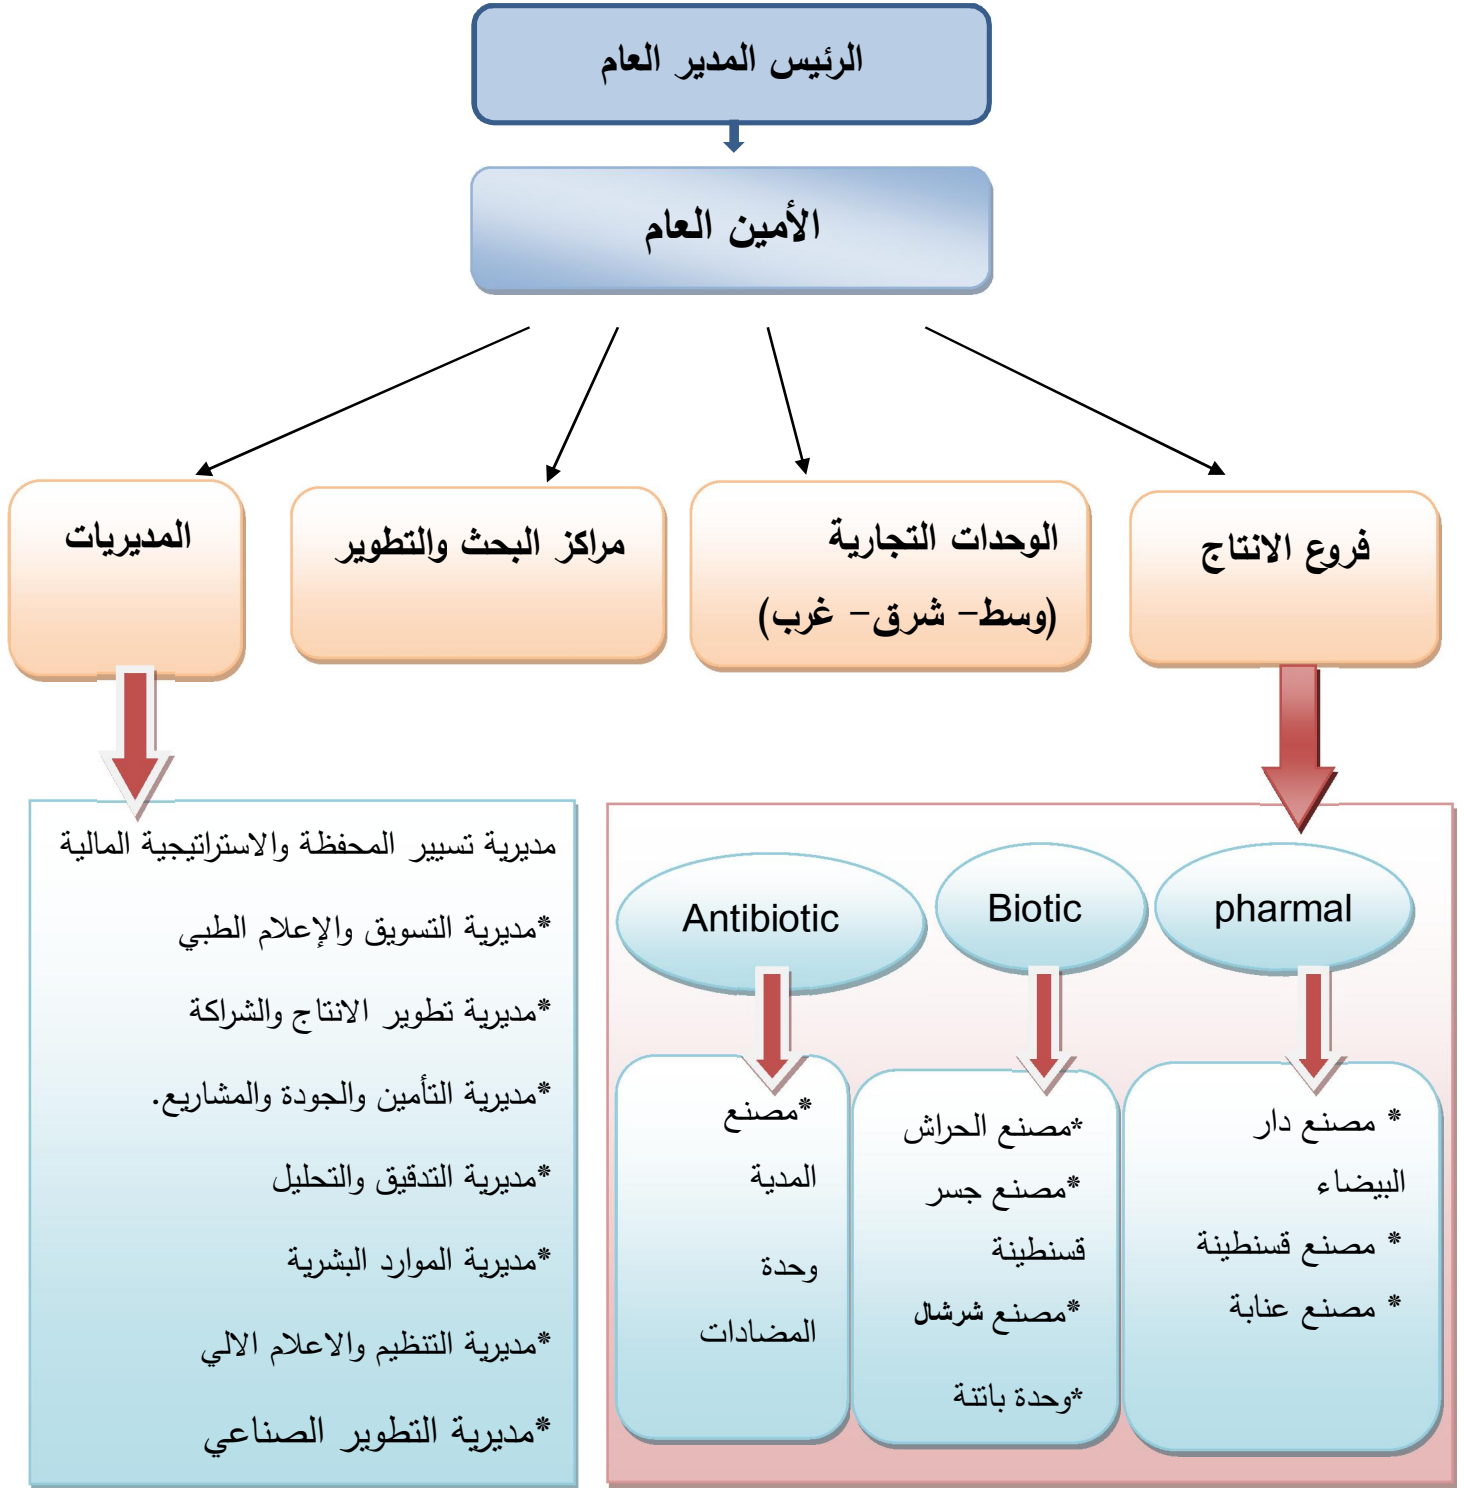 الرئيس المدير العام
الأمين العام
فروع الانتاج
الوحدات التجارية
(وسط- شرق- غرب)
مراكز البحث والتطوير
المديريات
pharmal
Biotic
Antibiotic
* مصنع دار
البيضاء
* مصنع قسنطينة
* مصنع عنابة
*مصنع الحراش
*مصنع جسر
قسنطينة
*مصنع شرشال
*وحدة باتنة
*مصنع
المدية
وحدة
المضادات
مديرية تسيير المحفظة والاستراتيجية المالية
*مديرية التسويق والإعلام الطبي
*مديرية تطوير الانتاج والشراكة
*مديرية التأمين والجودة والمشاريع.
*مديرية التدقيق والتحليل
*مديرية الموارد البشرية
*مديرية التنظيم والاعلام الالي
*مديرية التطوير الصناعي